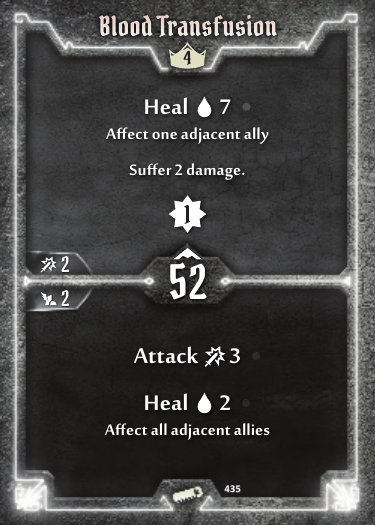 Blood Transfusion
4
Heal 7
Affect one adjacent ally
Suffer 2 damage.
1
2
52
2
Attack 3
Heal 2
Affect all adjacent allies
435